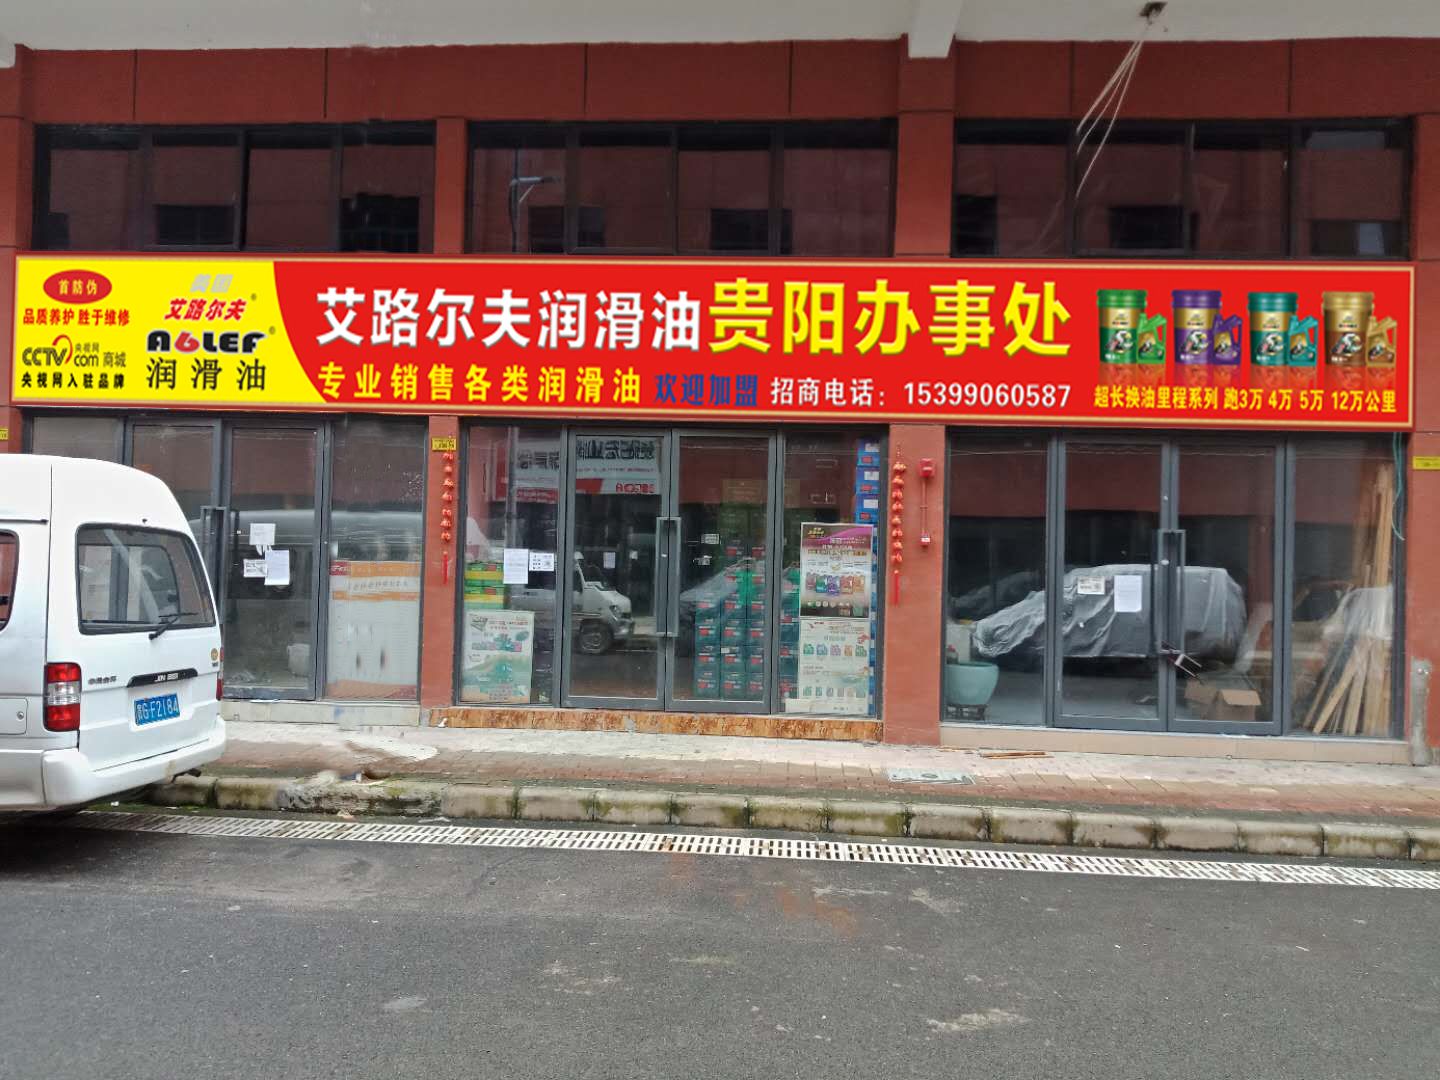 首防伪
品质养护 胜于维修
CCTV.com 央视网 商城
央视网入驻品牌
美国
艾路尔夫®
ABLEF®
润滑油
艾路尔夫润滑油贵阳办事处
专业销售各类润滑油 欢迎加盟 招商电话：15399060587
超长换油里程系列 跑3万 4万 5万 12万公里